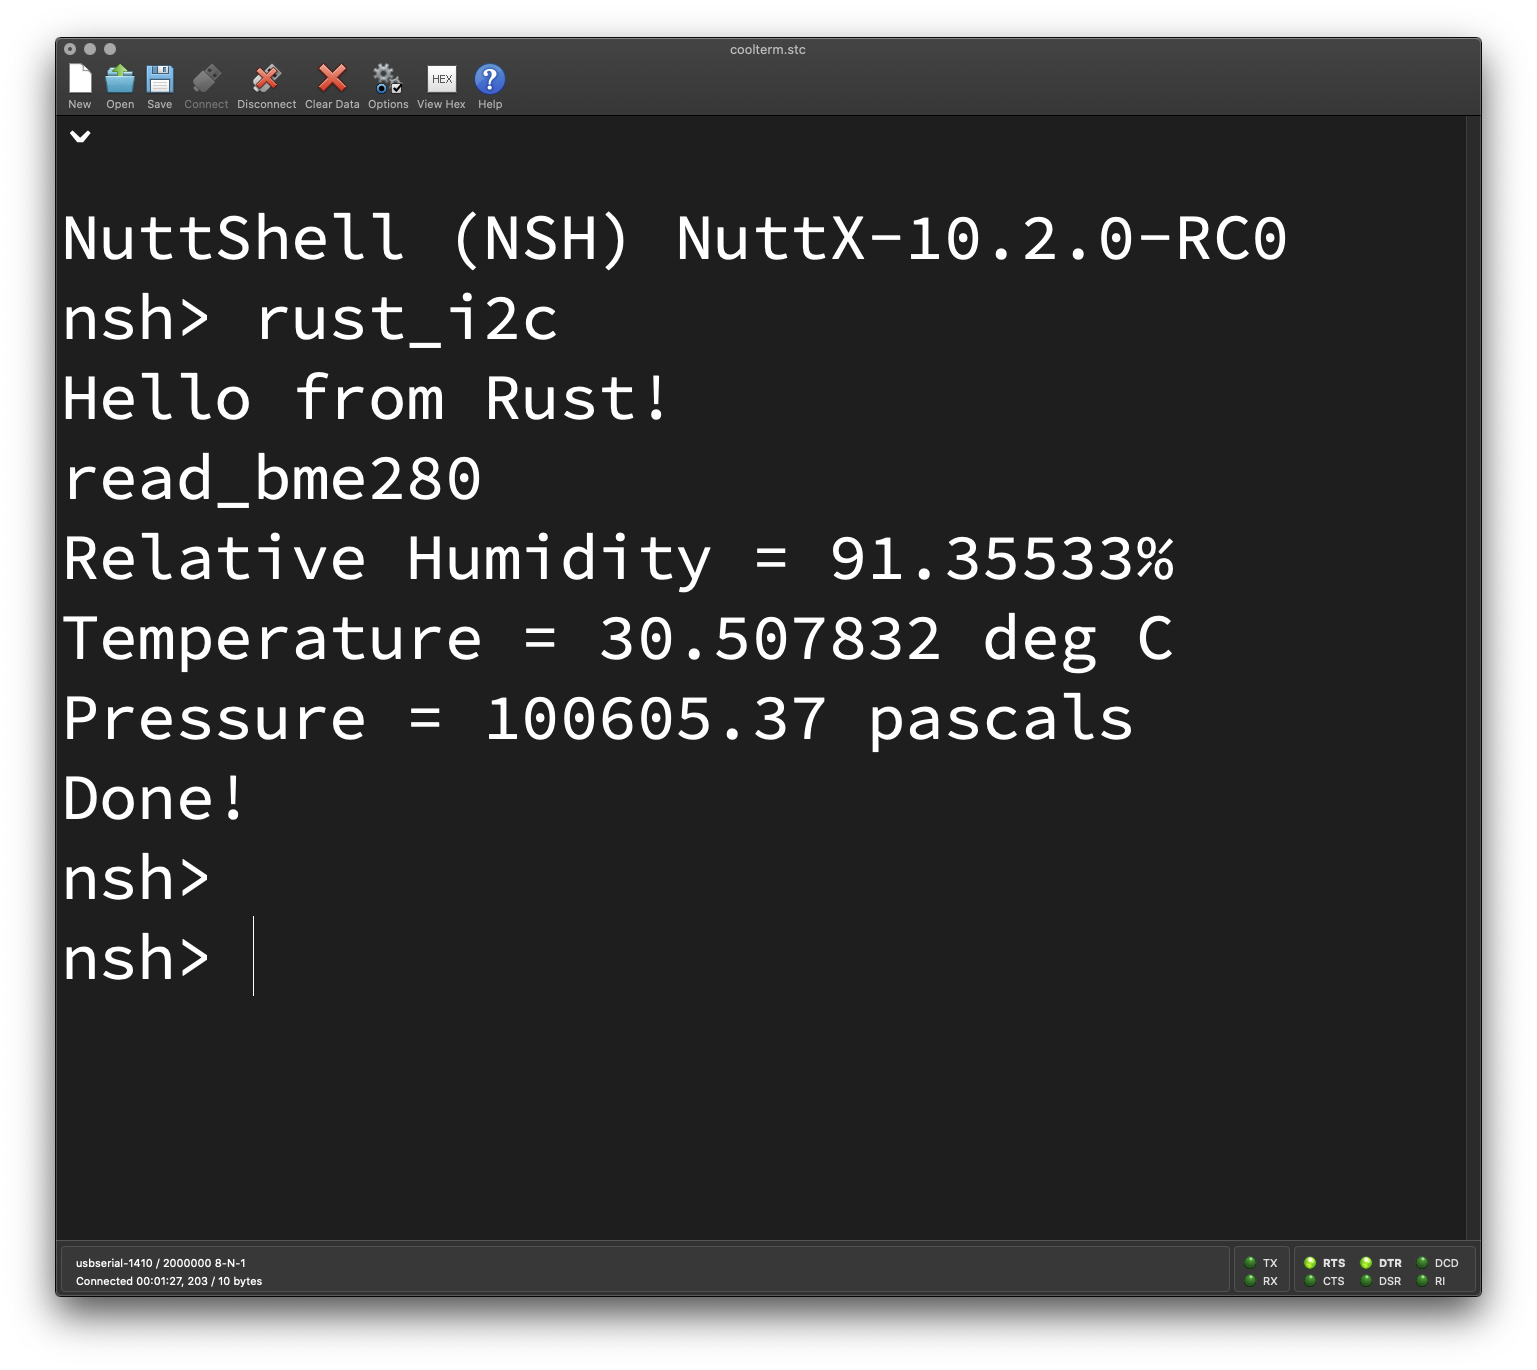 coolterm.stc
New Open Save Connect Disconnect Clear Data Options View Hex Help
HEX
?
NuttShell (NSH) NuttX-10.2.0-RC0
nsh> rust_i2c
Hello from Rust!
read_bme280
Relative Humidity = 91.35533%
Temperature = 30.507832 deg C
Pressure = 100605.37 pascals
Done!
nsh>
nsh>
usbserial-1410 / 2000000 8-N-1
Connected 00:01:27, 203 / 10 bytes
TX RTS DTR DCD
RX CTS DSR RI